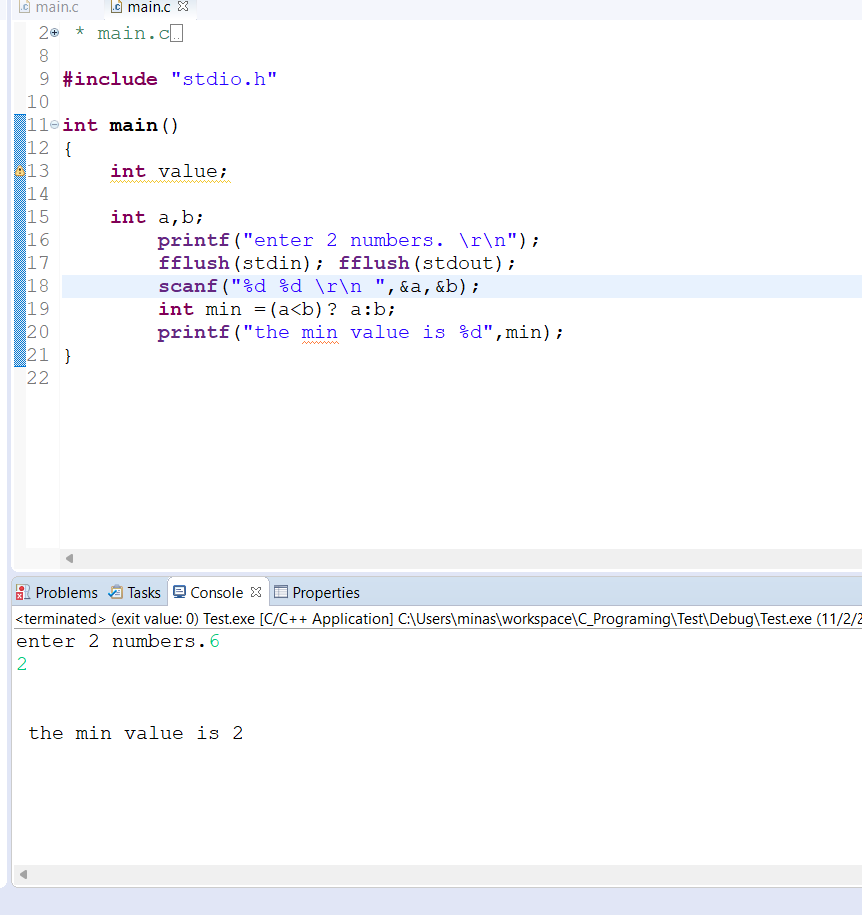 main.c main.c
2 * main.c
8
9 #include "stdio.h"
10
11 int main()
12 {
13 int value;
14
15 int a,b;
16 printf("enter 2 numbers. \r\n");
17 fflush(stdin); fflush(stdout);
18 scanf("%d %d \r\n ",&a,&b);
19 int min =(a<b)? a:b;
20 printf("the min value is %d",min);
21 }
22
Problems Tasks Console Properties
<terminated> (exit value: 0) Test.exe [C/C++ Application] C:\Users\minas\workspace\C_Programing\Test\Debug\Test.exe (11/2/2
enter 2 numbers.6
2
the min value is 2